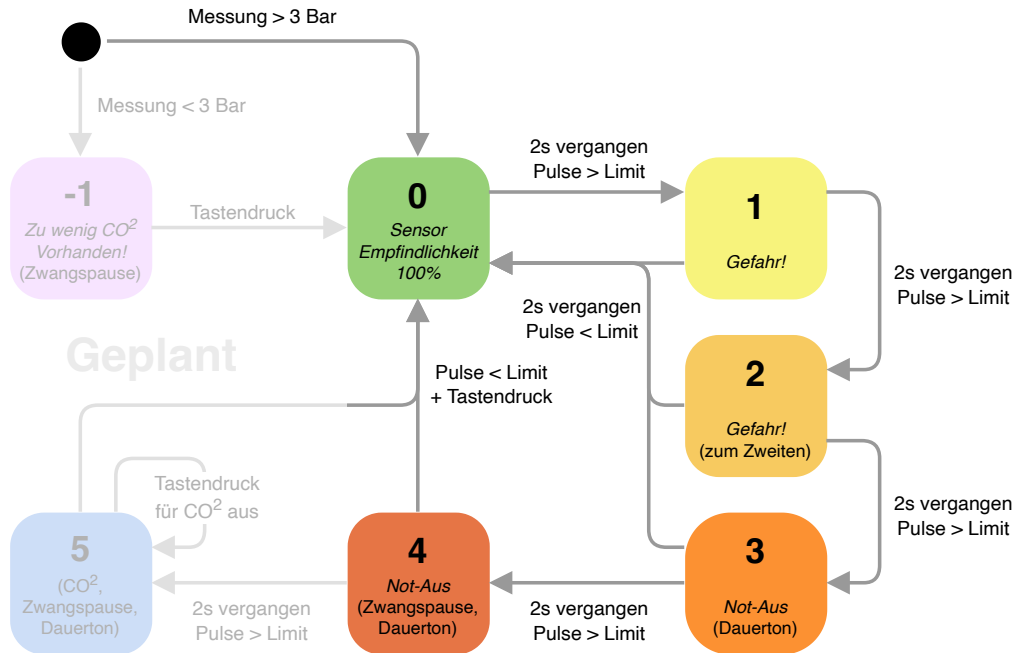 Messung > 3 Bar
Messung < 3 Bar
-1
Zu wenig CO²
Vorhanden!
(Zwangspause)
Tastendruck
0
Sensor
Empfindlichkeit
100%
2s vergangen
Pulse > Limit
1
Gefahr!
2s vergangen
Pulse > Limit
2s vergangen
Pulse < Limit
Geplant
Pulse < Limit
+ Tastendruck
2
Gefahr!
(zum Zweiten)
Tastendruck
für CO² aus
2s vergangen
Pulse > Limit
5
(CO²,
Zwangspause,
Dauerton)
2s vergangen
Pulse > Limit
4
Not-Aus
(Zwangspause,
Dauerton)
2s vergangen
Pulse > Limit
3
Not-Aus
(Dauerton)